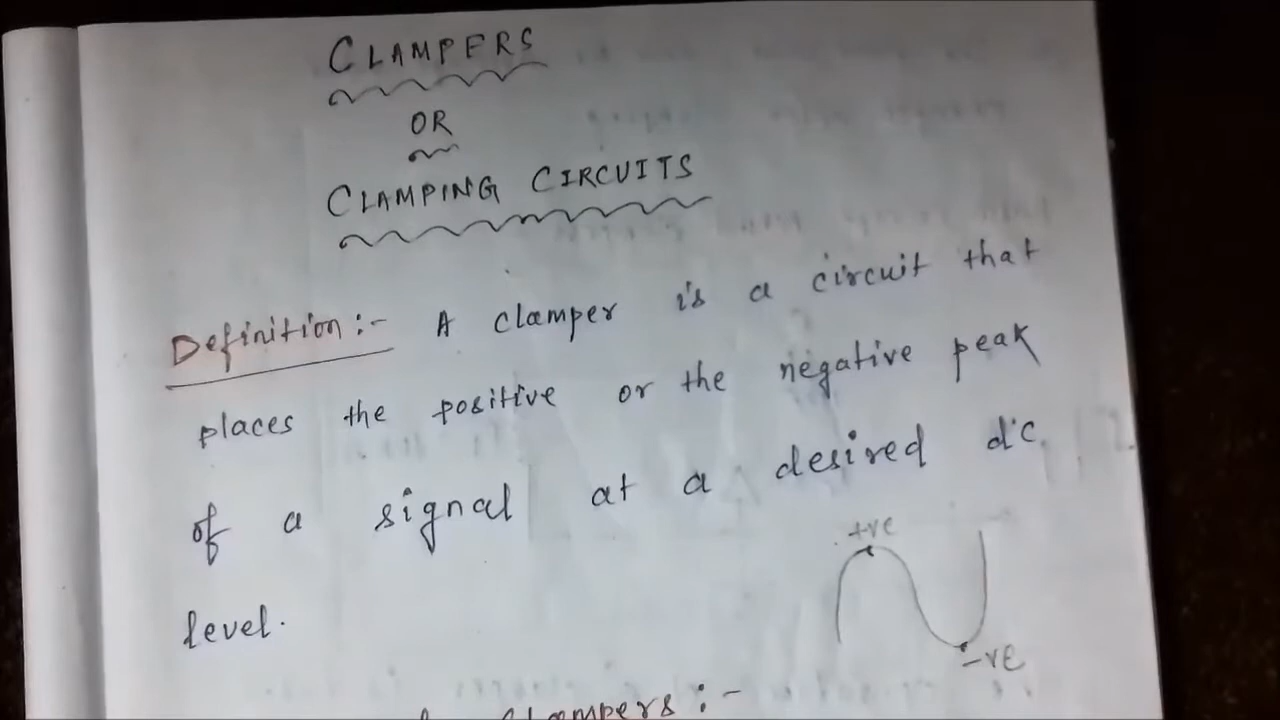 CLAMPERS
OR
CLAMPING CIRCUITS
Definition :- A clamper is a circuit that
places the positive or the negative peak
of a signal at a desired d.c.
level.
+ve
-ve
Clampers :-